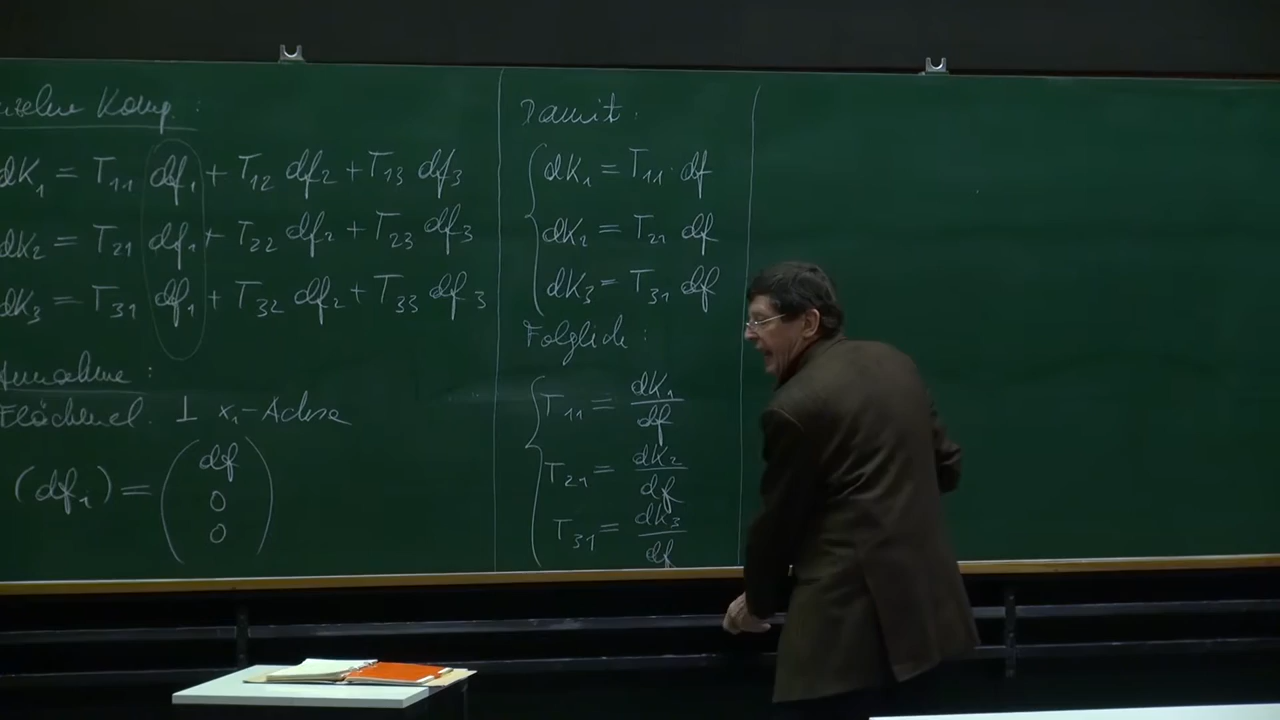 zelne Komp.:
dK₁ = T₁₁ df₁ + T₁₂ df₂ + T₁₃ df₃
dK₂ = T₂₁ df₁ + T₂₂ df₂ + T₂₃ df₃
dK₃ = T₃₁ df₁ + T₃₂ df₂ + T₃₃ df₃
Annahme:
Flächenel. ⊥ x₁-Achse
(df₁) = (df 0 0)
Damit:
dK₁ = T₁₁ · df
dK₂ = T₂₁ df
dK₃ = T₃₁ df
Folglich:
T₁₁ = dK₁/df
T₂₁ = dK₂/df
T₃₁ = dK₃/df